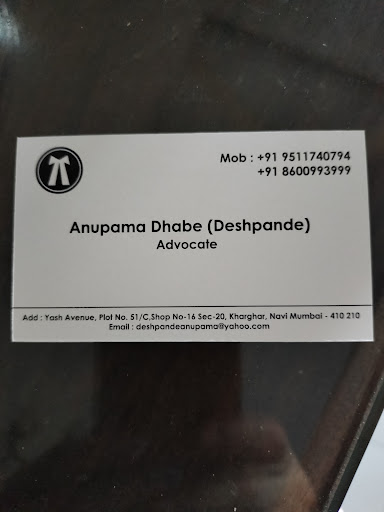 Mob : +91 9511740794
+91 8600993999
Anupama Dhabe (Deshpande)
Advocate
Add : Yash Avenue, Plot No. 51/C,Shop No-16 Sec-20, Kharghar, Navi Mumbai - 410 210
Email : deshpandeanupama@yahoo.com